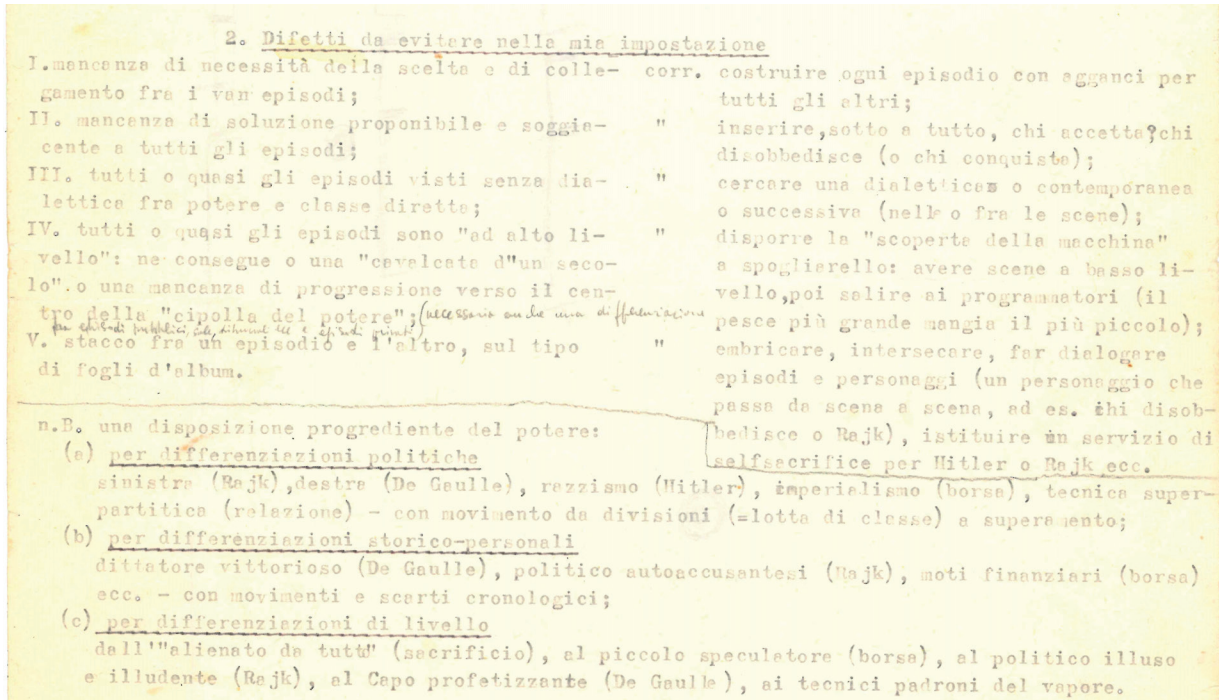 2. Difetti da evitare nella mia impostazione
I.mancanza di necessità della scelta e di colle-
gamento fra i vari episodi;
II. mancanza di soluzione proponibile e soggia-
cente a tutti gli episodi;
III. tutti o quasi gli episodi visti senza dia-
lettica fra potere e classe diretta;
IV. tutti o quasi gli episodi sono "ad alto li-
vello": ne consegue o una "cavalcata d"un seco-
lo".o una mancanza di progressione verso il cen-
tro della "cipolla del potere"; (necessaria anche una differenziazione
fra episodi pubblici, e episodi privati)
V. stacco fra un episodio e l'altro, sul tipo
di fogli d'album.
corr. costruire ogni episodio con agganci per
tutti gli altri;
" inserire,sotto a tutto, chi accetta?chi
disobbedisce (o chi conquista);
" cercare una dialettica o contemporanea
o successiva (nelle o fra le scene);
" disporre la "scoperta della macchina"
a spogliarello: avere scene a basso li-
vello,poi salire ai programmatori (il
pesce più grande mangia il più piccolo);
" embricare, intersecare, far dialogare
episodi e personaggi (un personaggio che
passa da scena a scena, ad es. chi disob-
bedisce o Rajk), istituire un servizio di
selfsacrifice per Hitler o Rajk ecc.
n.B. una disposizione progrediente del potere:
(a) per differenziazioni politiche
sinistra (Rajk),destra (De Gaulle), razzismo (Hitler), imperialismo (borsa), tecnica super-
partitica (relazione) - con movimento da divisioni (=lotta di classe) a superamento;
(b) per differenziazioni storico-personali
dittatore vittorioso (De Gaulle), politico autoaccusantesi (Rajk), moti finanziari (borsa)
ecc. - con movimenti e scarti cronologici;
(c) per differenziazioni di livello
dall'"alienato da tutto" (sacrificio), al piccolo speculatore (borsa), al politico illuso
e illudente (Rajk), al Capo profetizzante (De Gaulle), ai tecnici padroni del vapore.